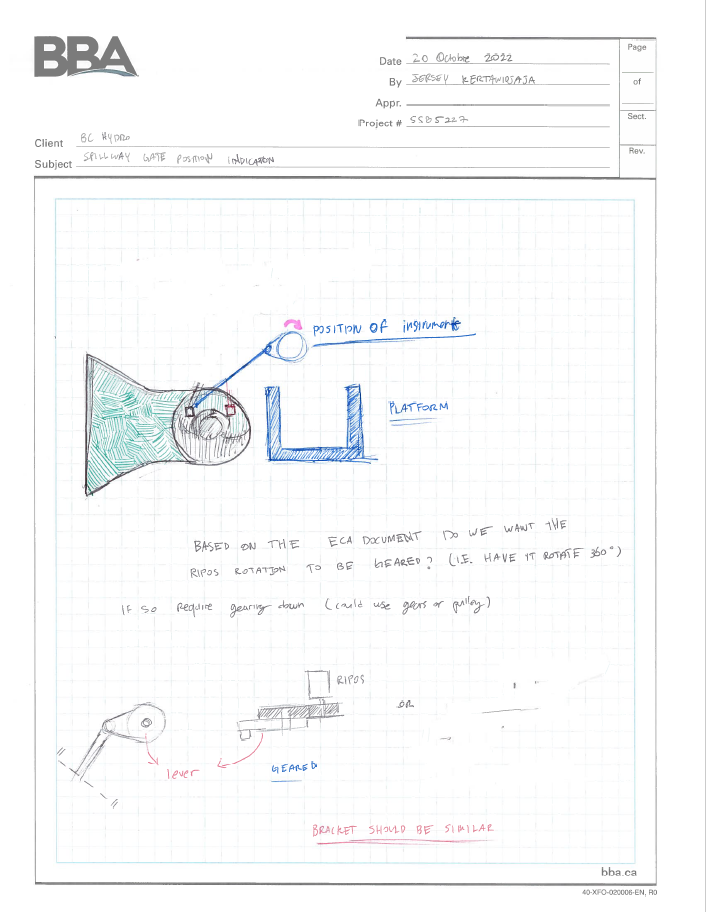 BBA
Page
Date 20 October 2022
of
By JERSEY KERTAWIDJAJA
Appr.
Project # 5585227
Sect.
Client BC HYDRO
Rev.
Subject SPILLWAY GATE POSITION INDICATION
POSITION OF instruments
PLATFORM
BASED ON THE ECA DOCUMENT DO WE WANT THE
RIPOS ROTATION TO BE GEARED? (I.E. HAVE IT ROTATE 360°)
IF so require gearing down (could use gears or pulley)
RIPOS
OR
lever
GEARED
BRACKET SHOULD BE SIMILAR
bba.ca
40-XFO-020006-EN, R0